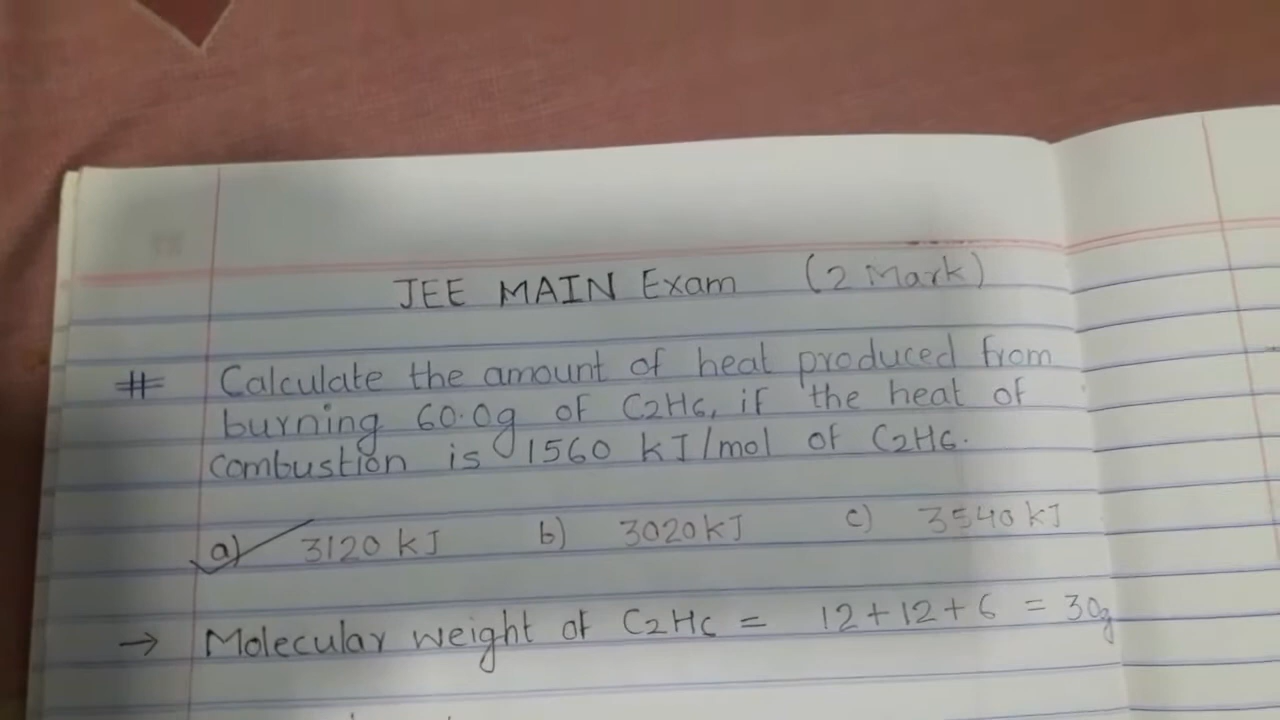 JEE MAIN Exam (2 Mark)
# Calculate the amount of heat produced from
burning 60.0g of C2H6, if the heat of
combustion is 1560 kJ/mol of C2H6.
a) 3120 kJ b) 3020 kJ c) 3540 kJ
→ Molecular weight of C2H6 = 12+12+6 = 30g